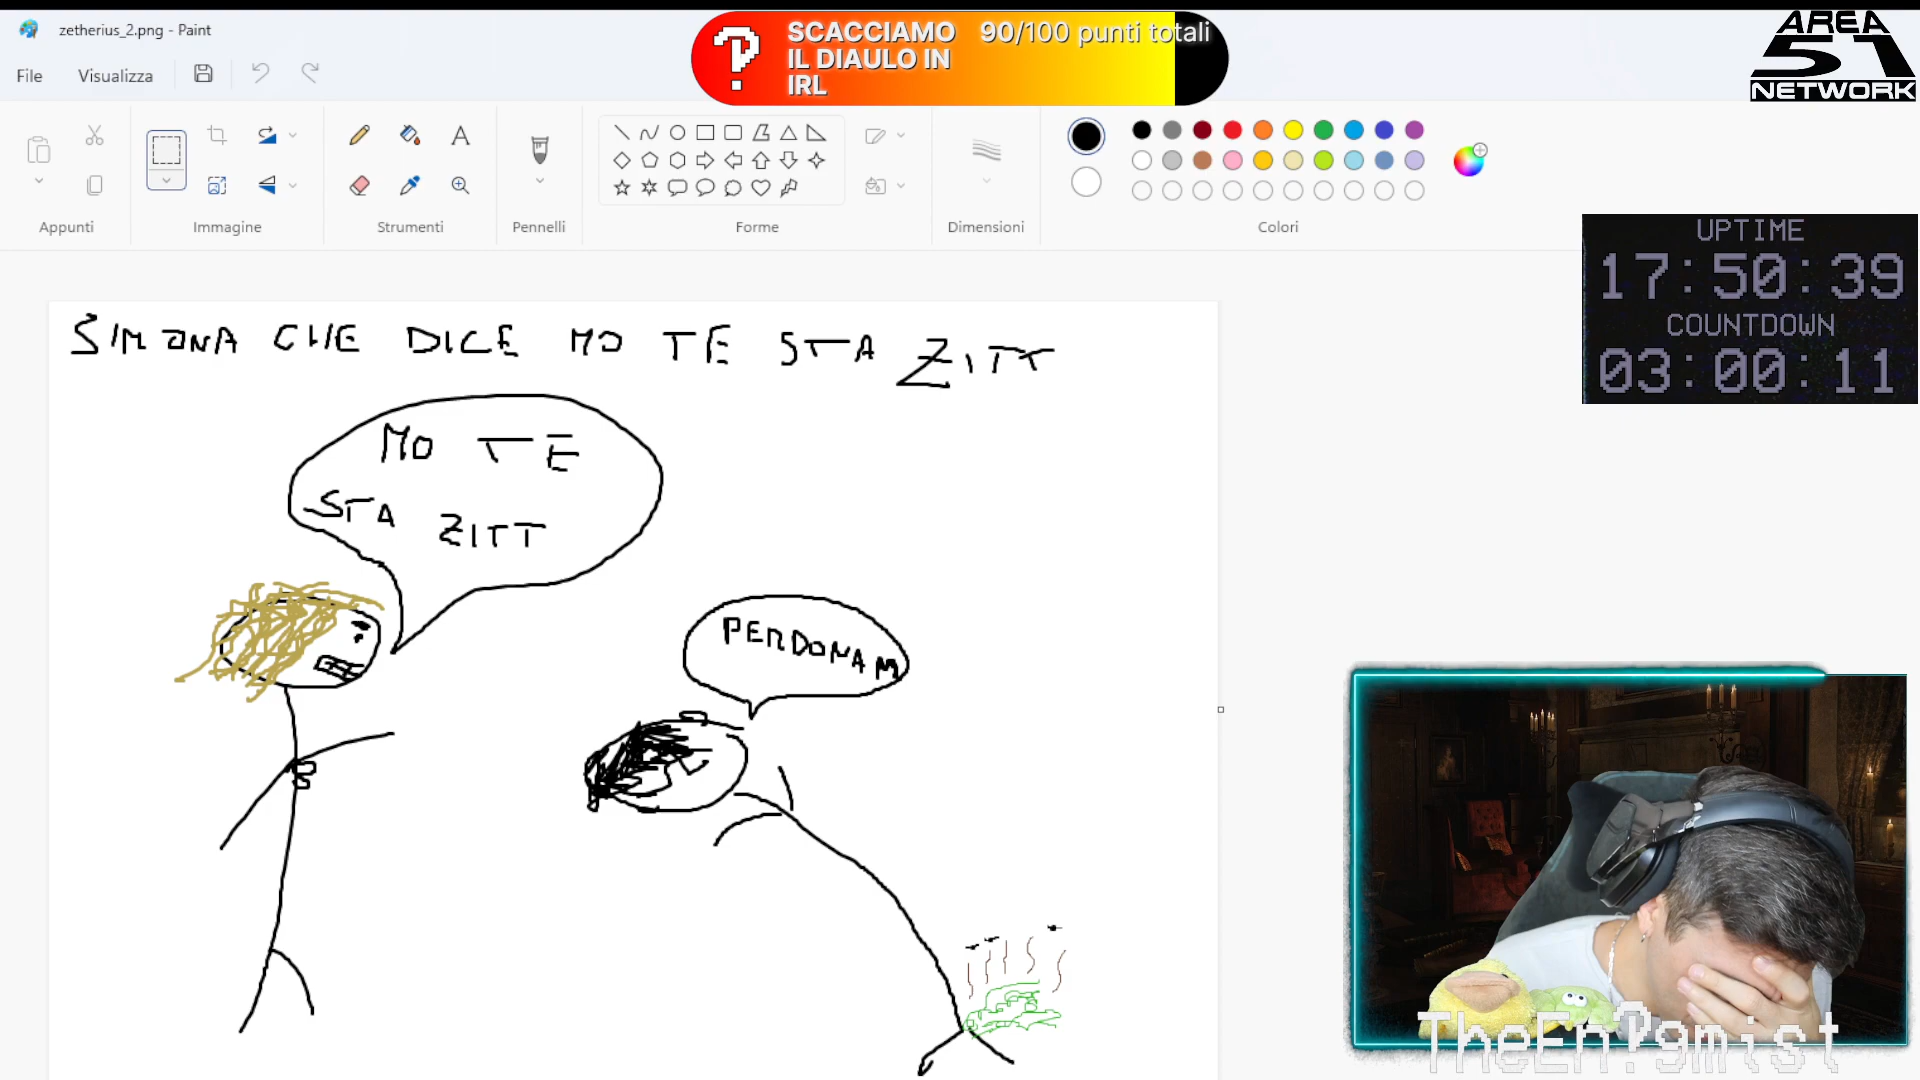 zetherius_2.png - Paint
File
Visualizza
SCACCIAMO
IL DIAULO IN
IRL
90/100 punti totali
AREA
51
NETWORK
Appunti
Immagine
Strumenti
Pennelli
Forme
Dimensioni
Colori
UPTIME
17:50:39
COUNTDOWN
03:00:11
SIMONA CHE DICE MO TE STA ZITT
MO TE
STA ZITT
PERDONAM
TheEn?gmist